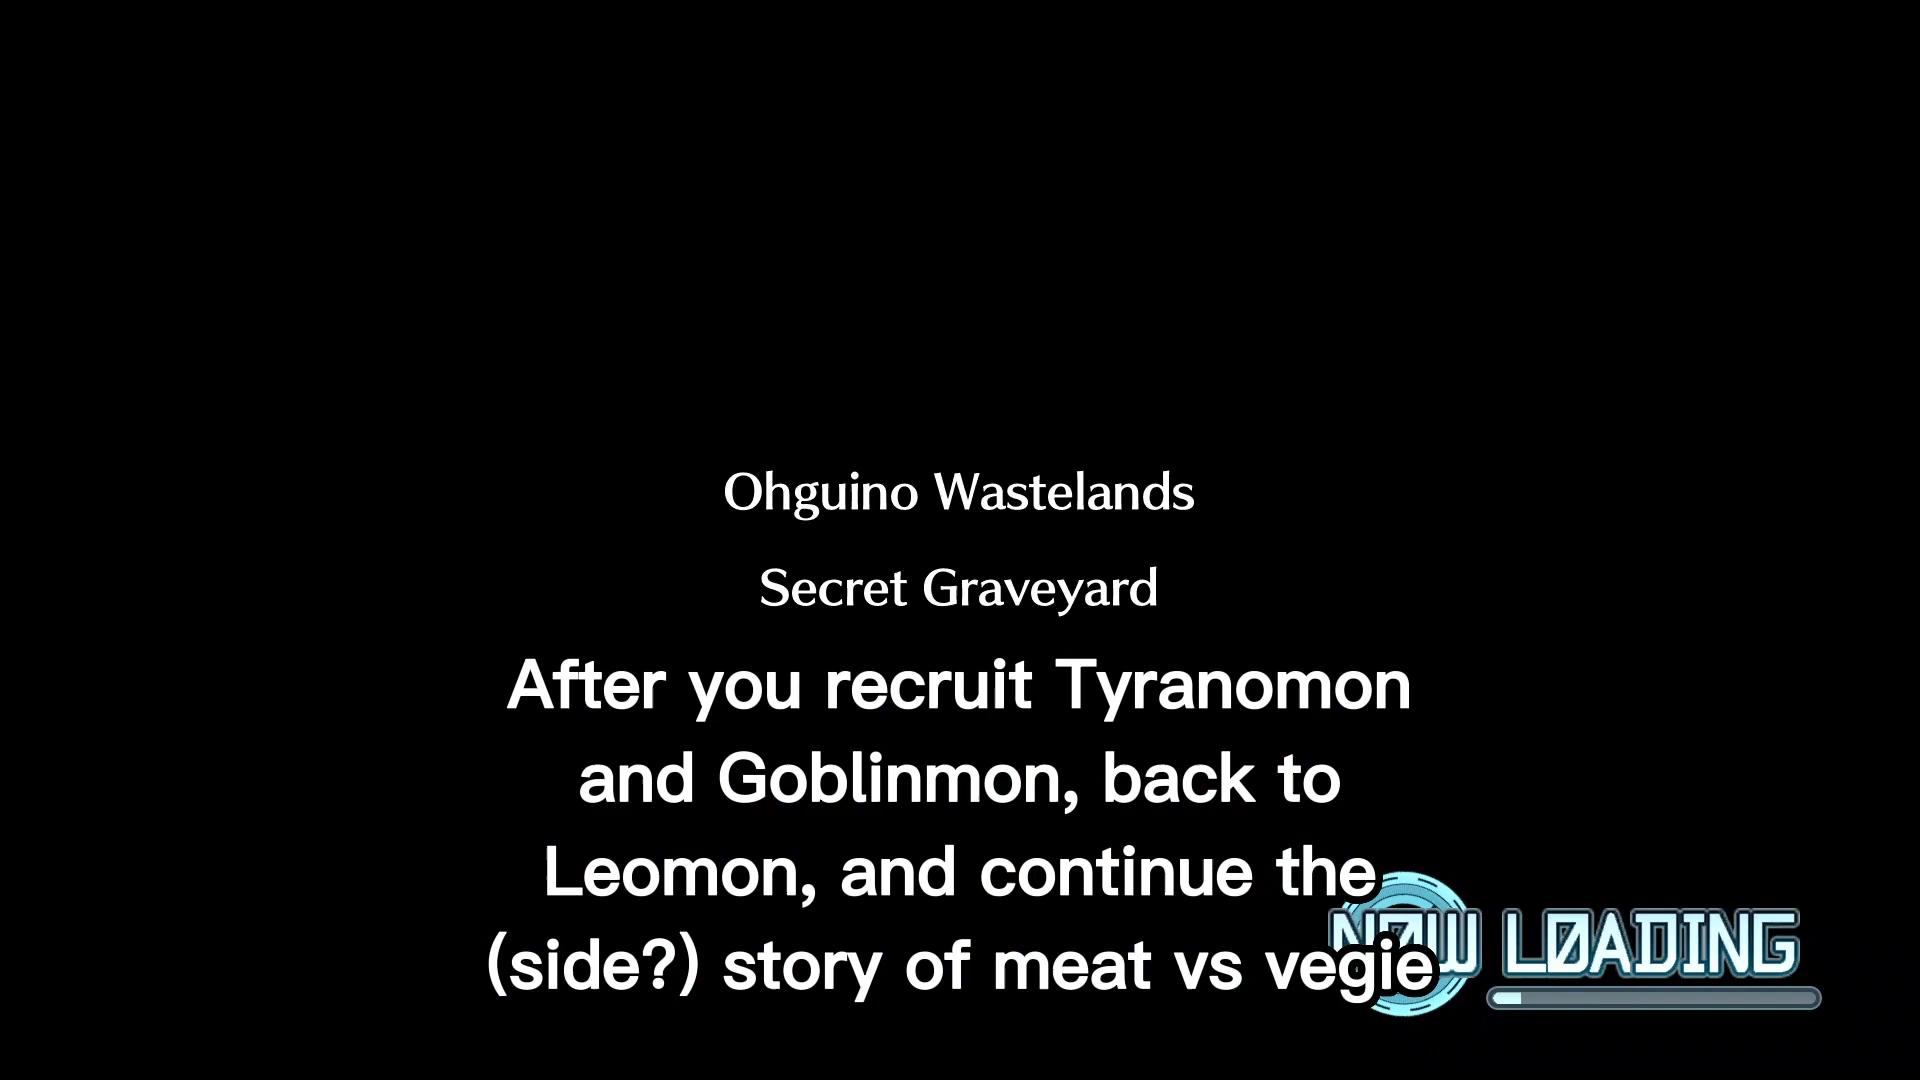 Ohguino Wastelands
Secret Graveyard
After you recruit Tyranomon
and Goblinmon, back to
Leomon, and continue the
(side?) story of meat vs vegie
NOW LOADING